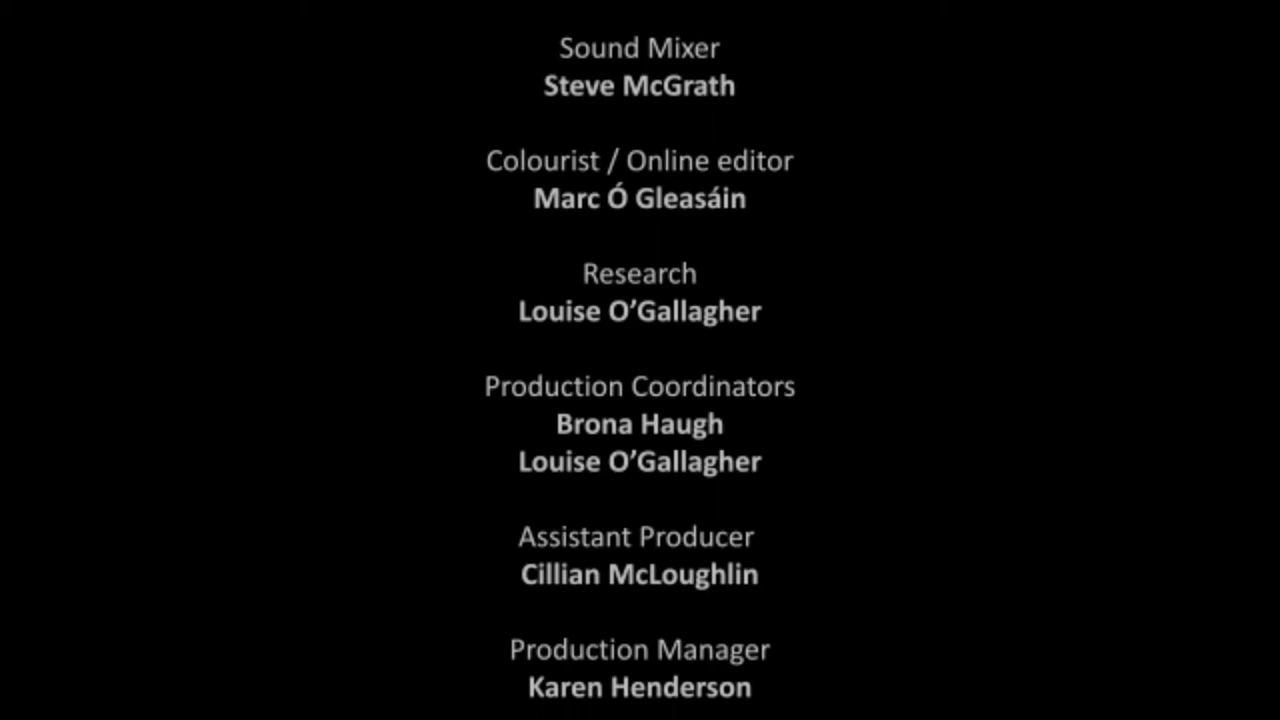 Sound Mixer
Steve McGrath
Colourist / Online editor
Marc Ó Gleasáin
Research
Louise O’Gallagher
Production Coordinators
Brona Haugh
Louise O’Gallagher
Assistant Producer
Cillian McLoughlin
Production Manager
Karen Henderson